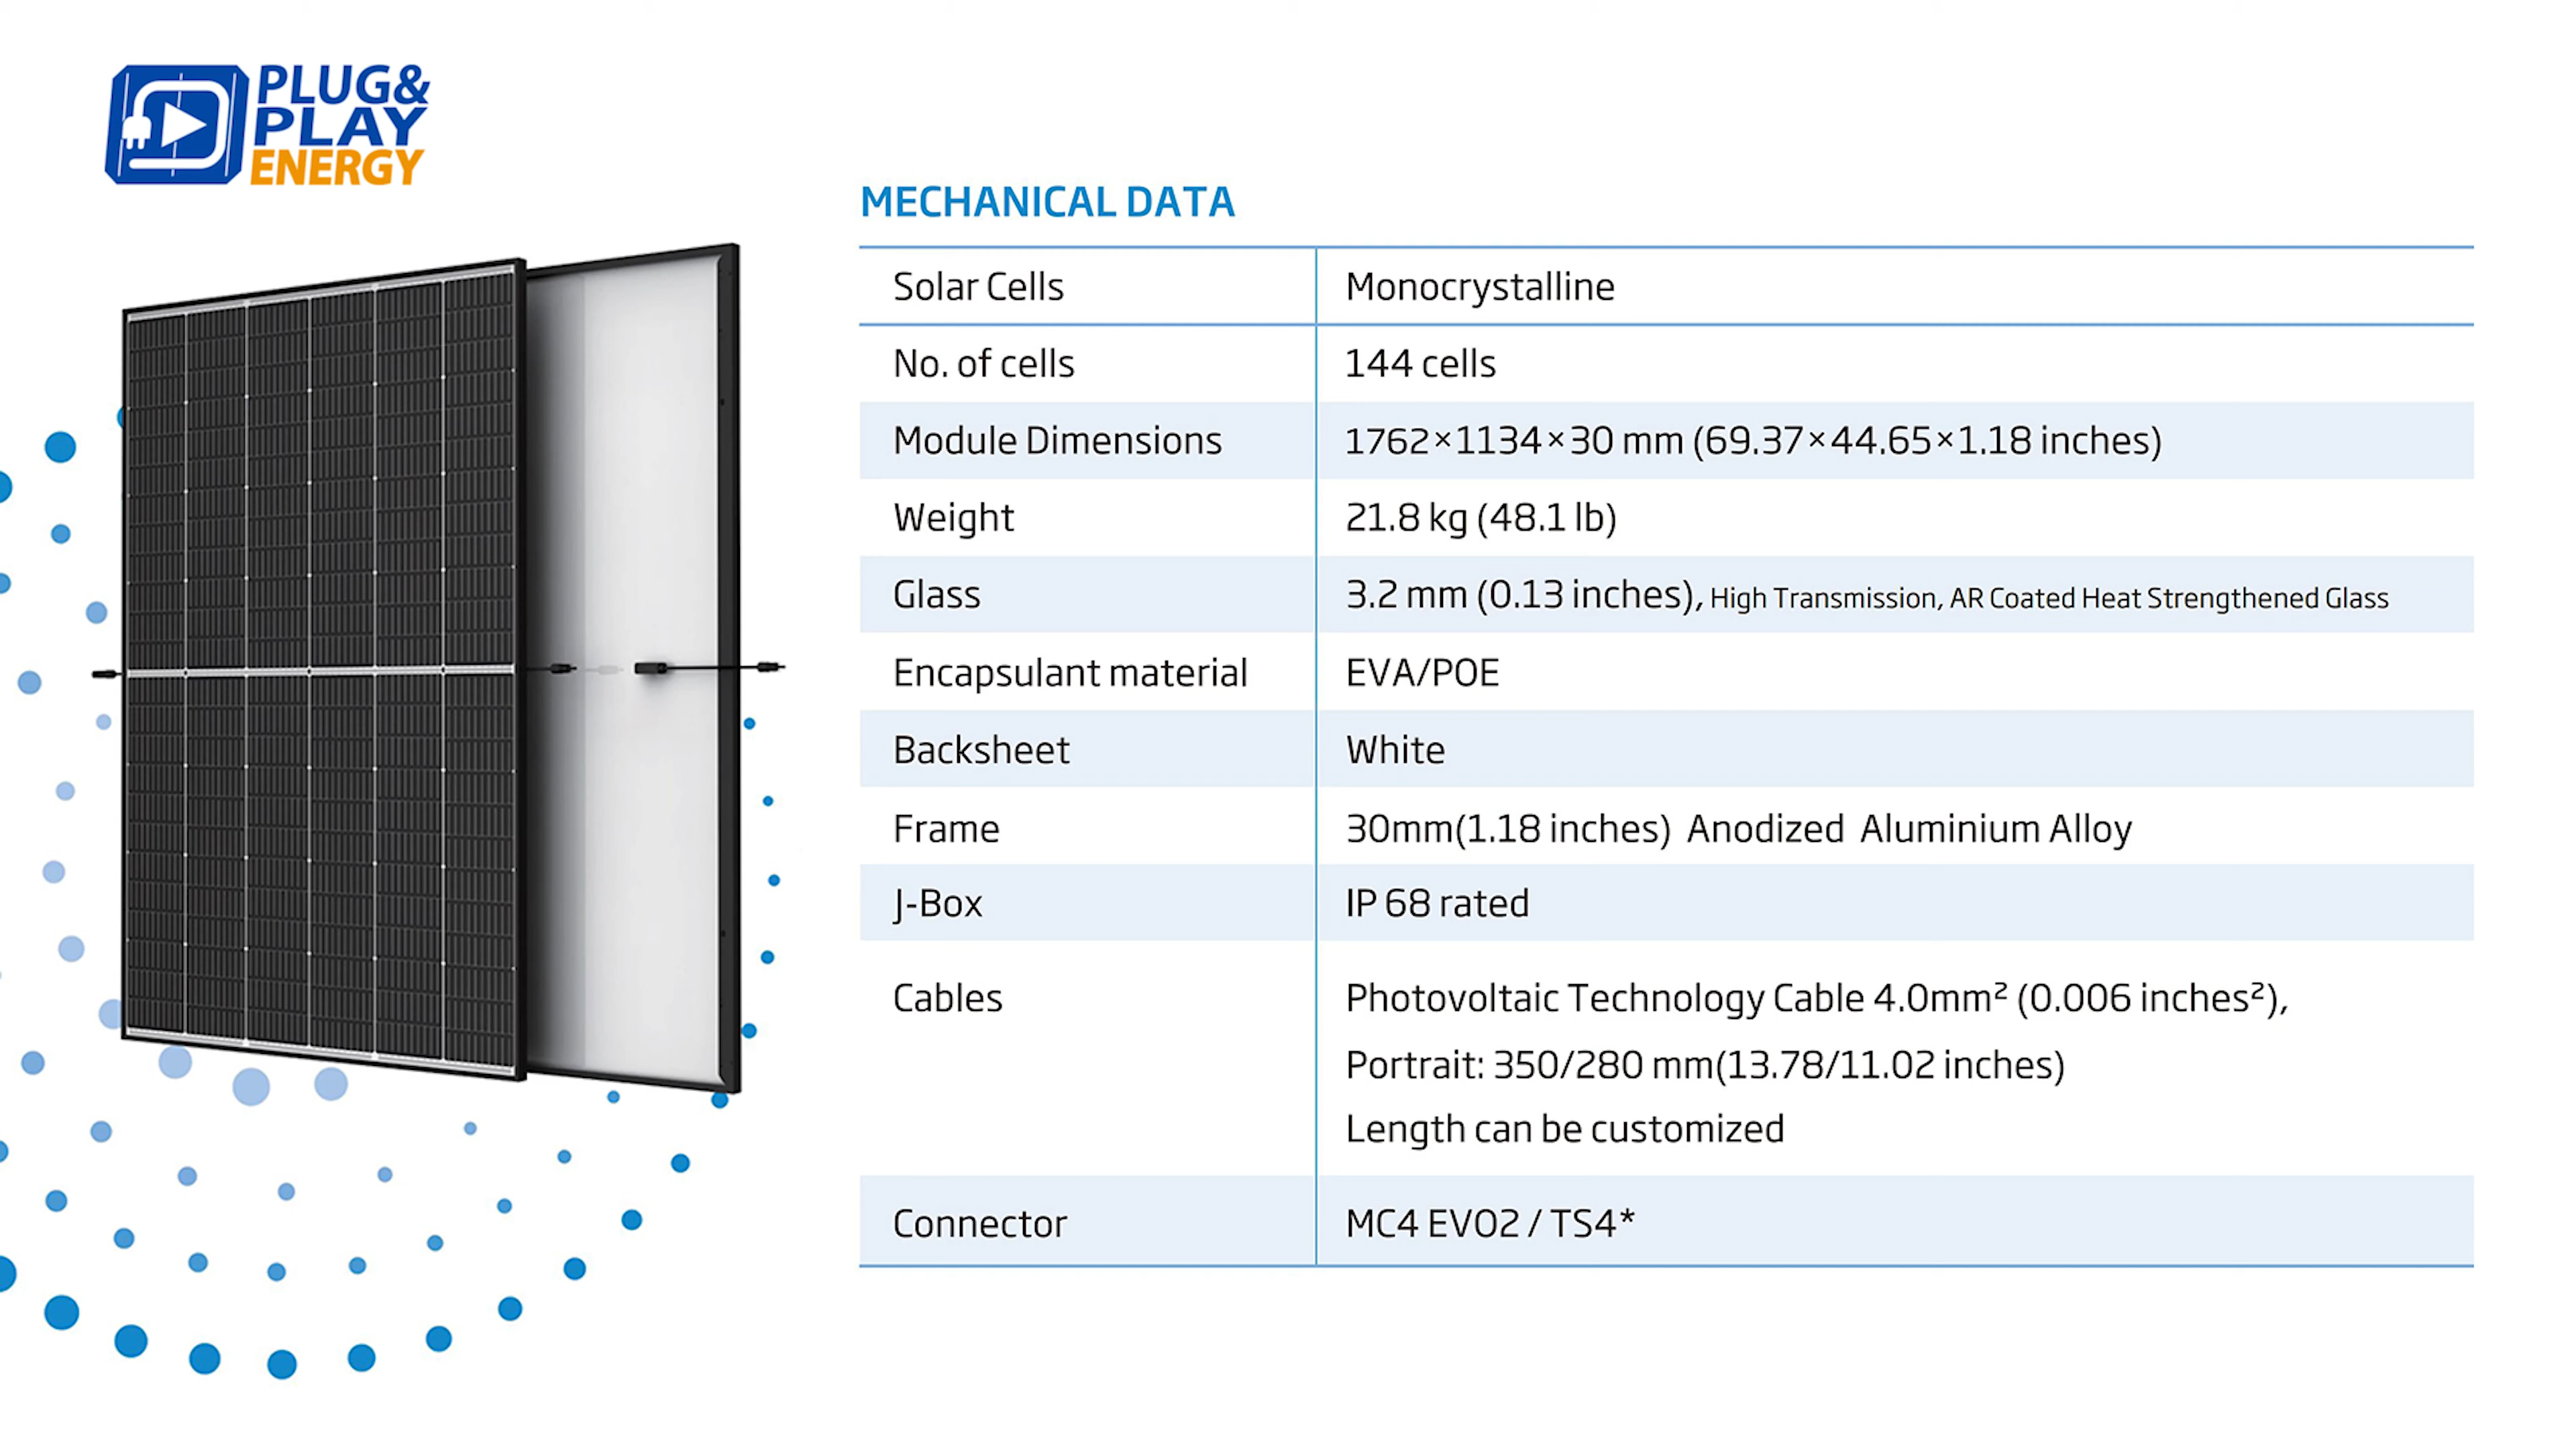 PLUG&
PLAY
ENERGY
MECHANICAL DATA
Solar Cells Monocrystalline
No. of cells 144 cells
Module Dimensions 1762×1134×30 mm (69.37×44.65×1.18 inches)
Weight 21.8 kg (48.1 lb)
Glass 3.2 mm (0.13 inches), High Transmission, AR Coated Heat Strengthened Glass
Encapsulant material EVA/POE
Backsheet White
Frame 30mm(1.18 inches) Anodized Aluminium Alloy
J-Box IP 68 rated
Cables Photovoltaic Technology Cable 4.0mm² (0.006 inches²),
Portrait: 350/280 mm(13.78/11.02 inches)
Length can be customized
Connector MC4 EVO2 / TS4*